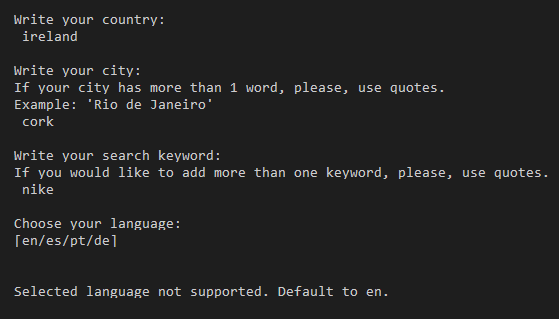 Write your country:
ireland
Write your city:
If your city has more than 1 word, please, use quotes.
Example: 'Rio de Janeiro'
cork
Write your search keyword:
If you would like to add more than one keyword, please, use quotes.
nike
Choose your language:
[en/es/pt/de]
Selected language not supported. Default to en.